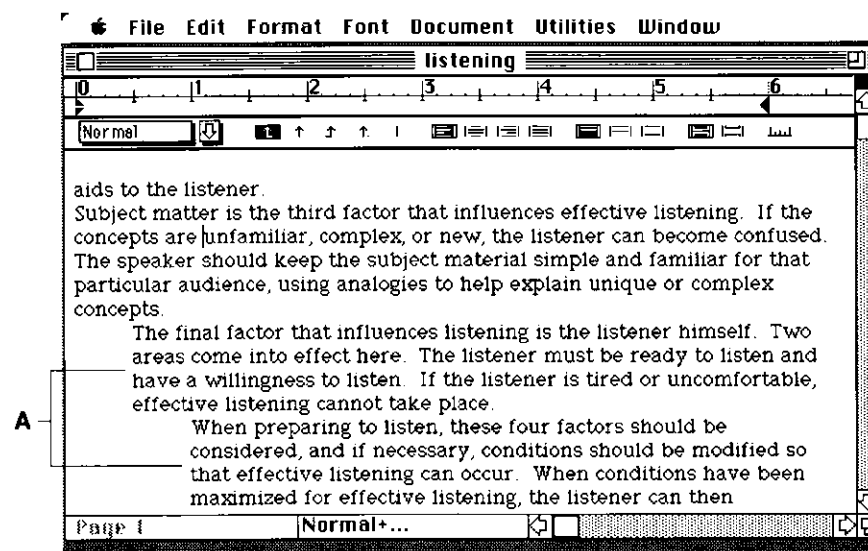 File Edit Format Font Document Utilities Window
listening
0 1 2 3 4 5 6
Normal
aids to the listener.
Subject matter is the third factor that influences effective listening. If the
concepts are unfamiliar, complex, or new, the listener can become confused.
The speaker should keep the subject material simple and familiar for that
particular audience, using analogies to help explain unique or complex
concepts.
The final factor that influences listening is the listener himself. Two
areas come into effect here. The listener must be ready to listen and
have a willingness to listen. If the listener is tired or uncomfortable,
effective listening cannot take place.
A
When preparing to listen, these four factors should be
considered, and if necessary, conditions should be modified so
that effective listening can occur. When conditions have been
maximized for effective listening, the listener can then
Page 1 Normal+...